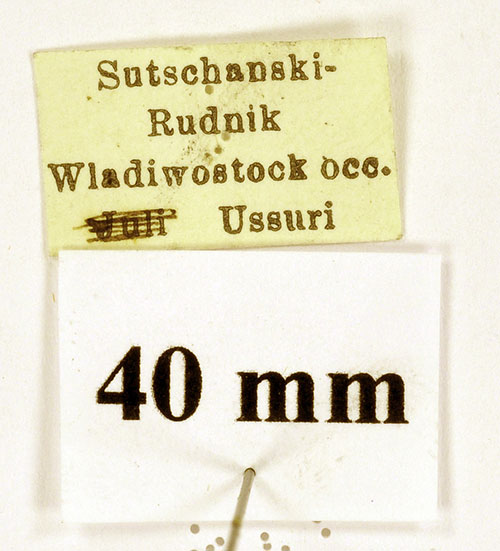 Sutschanski-
Rudnik
Wladiwostock occ.
Juli Ussuri
40 mm